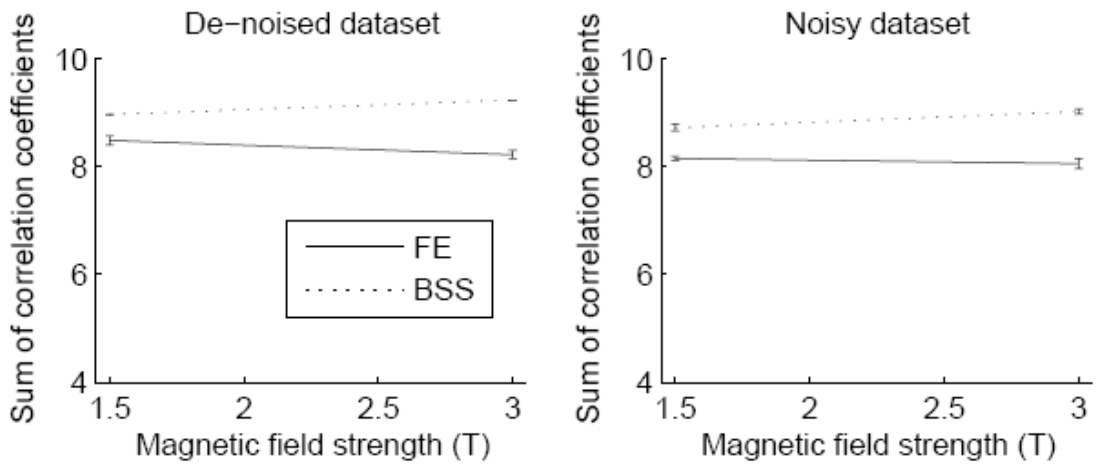 De-noised dataset
Sum of correlation coefficients
10
8
6
4
FE
BSS
1.5
2
2.5
3
Magnetic field strength (T)
Noisy dataset
Sum of correlation coefficients
10
8
6
4
1.5
2
2.5
3
Magnetic field strength (T)